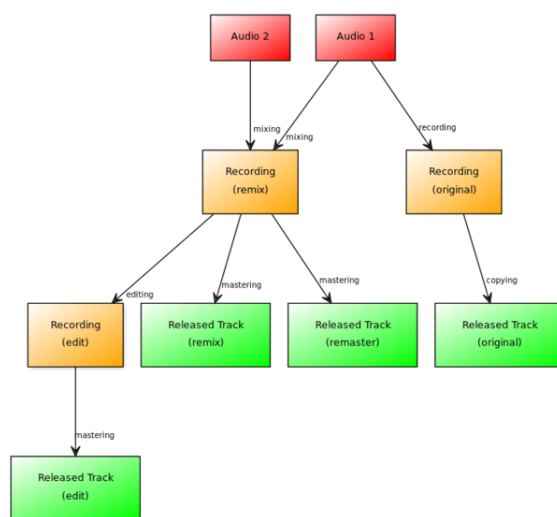 Audio 2
Audio 1
mixing
mixing
recording
Recording
(remix)
Recording
(original)
editing
mastering
mastering
copying
Recording
(edit)
Released Track
(remix)
Released Track
(remaster)
Released Track
(original)
mastering
Released Track
(edit)